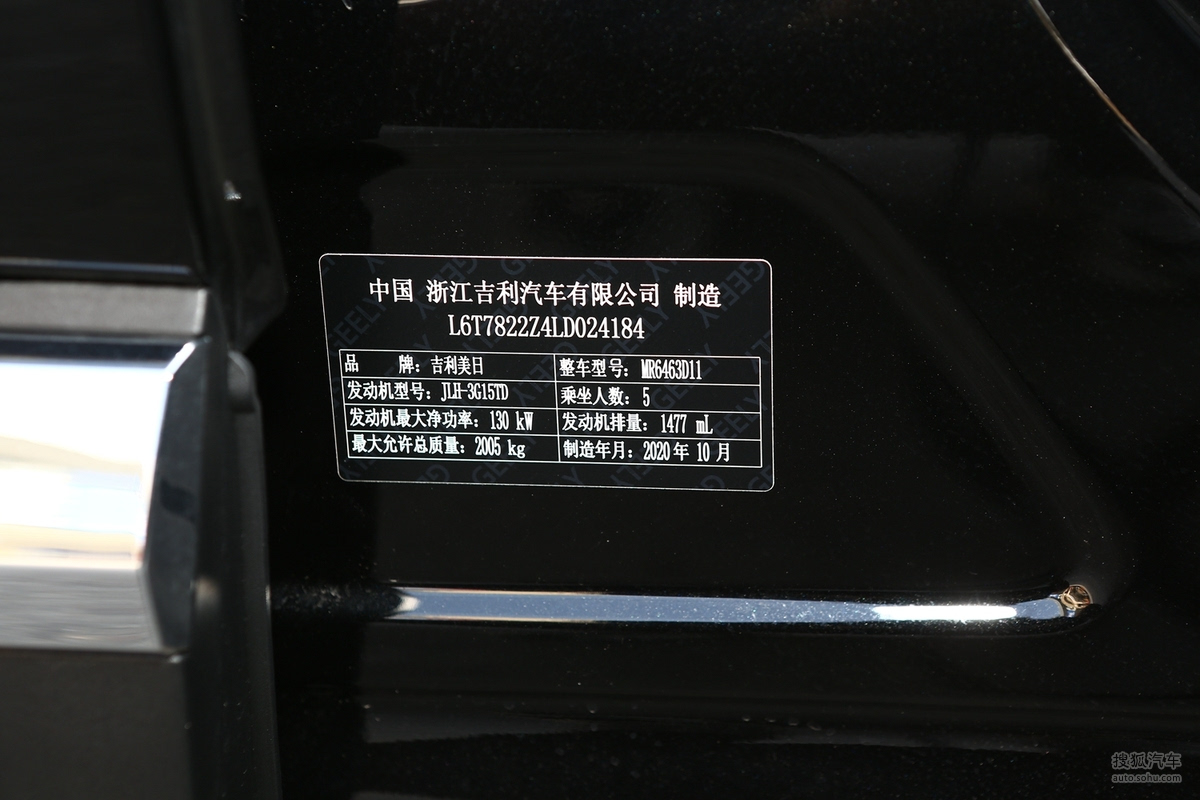 中国 浙江吉利汽车有限公司 制造
L6T7822Z4LD024184
品 牌：吉利美日 整车型号：MR6463D11
发动机型号：JLH-3G15TD 乘坐人数：5
发动机最大净功率：130 kW 发动机排量：1477 mL
最大允许总质量：2005 kg 制造年月：2020年 10 月
搜狐汽车
auto.sohu.com